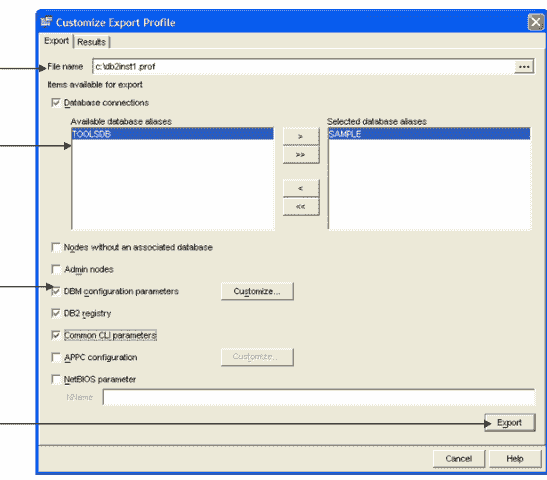 Customize Export Profile
Export Results
File name c:\db2inst1.prof ...
Items available for export
Database connections
Available database aliases Selected database aliases
TOOLSDB > SAMPLE
>>
<
<<
Nodes without an associated database
Admin nodes
DBM configuration parameters Customize...
DB2 registry
Common CLI parameters
APPC configuration Customize...
NetBIOS parameter
NName
Export
Cancel Help